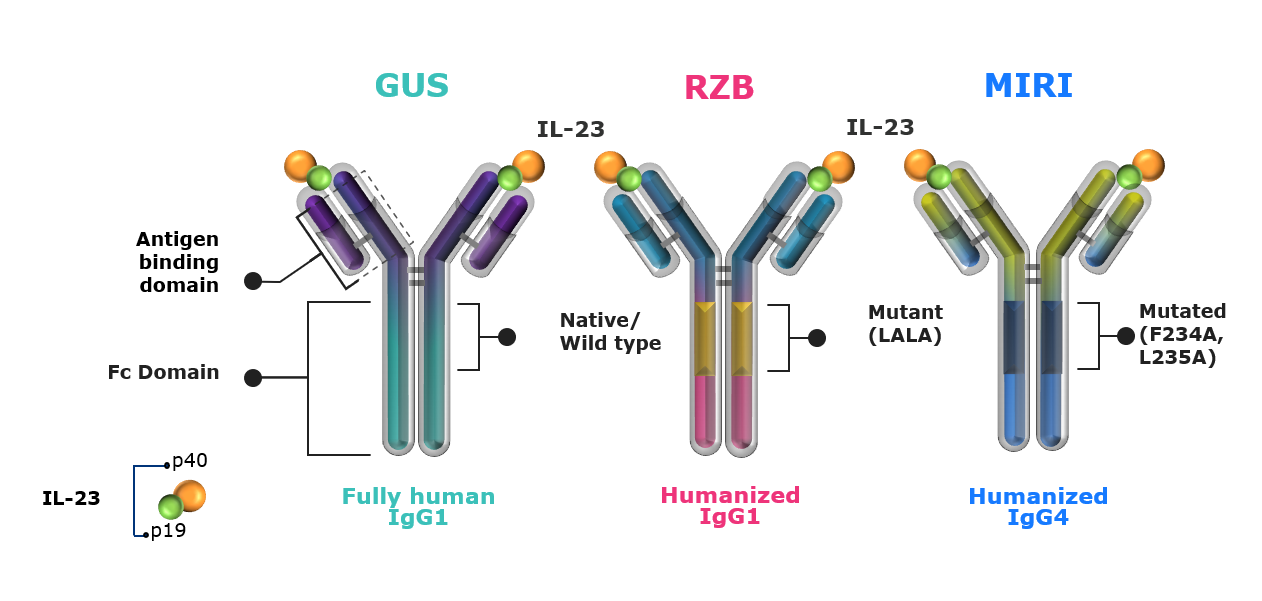 GUS
RZB
MIRI
IL-23
IL-23
Antigen
binding
domain
Native/
Wild type
Mutant
(LALA)
Mutated
(F234A,
L235A)
Fc Domain
p40
IL-23
p19
Fully human
IgG1
Humanized
IgG1
Humanized
IgG4